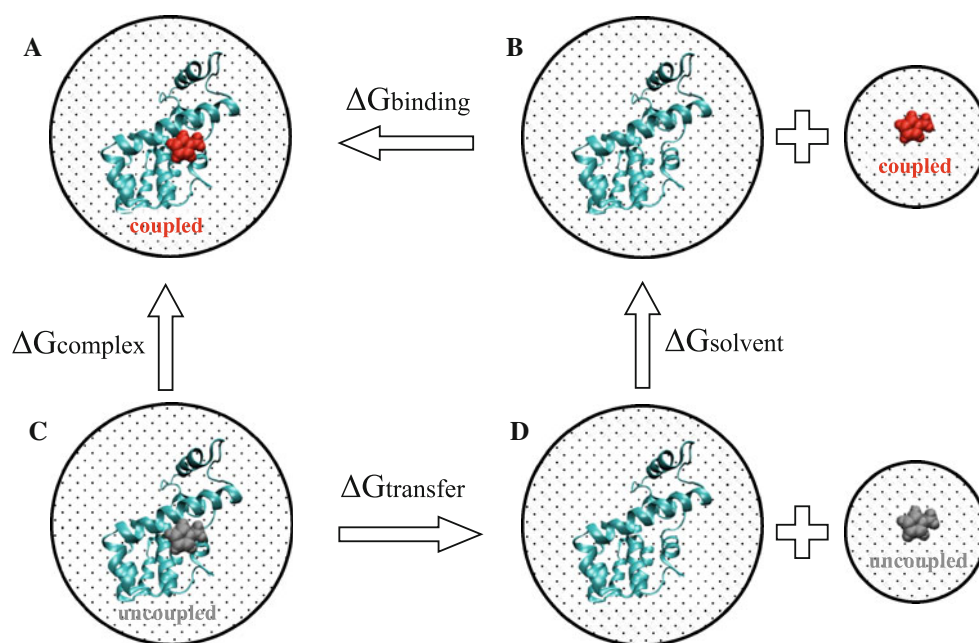 A
B
ΔGbinding
coupled
coupled
ΔGcomplex
ΔGsolvent
C
D
ΔGtransfer
uncoupled
uncoupled